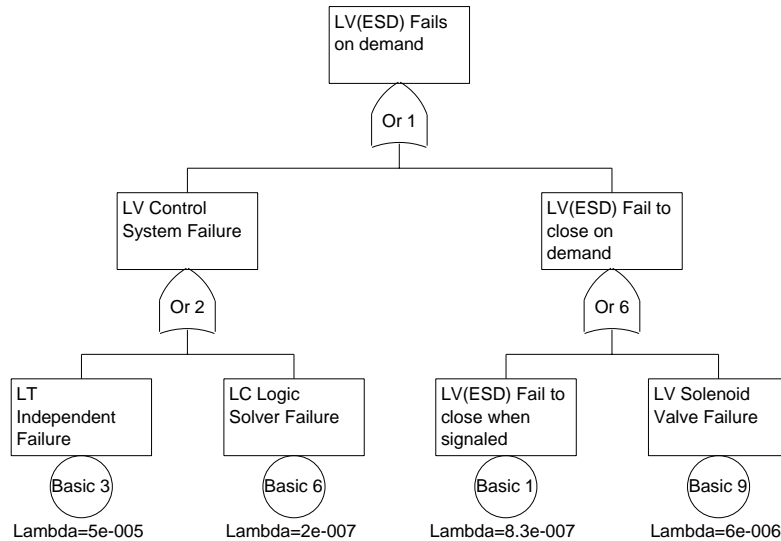 LV(ESD) Fails
on demand
Or 1
LV Control
System Failure
LV(ESD) Fail to
close on
demand
Or 2
Or 6
LT
Independent
Failure
LC Logic
Solver Failure
LV(ESD) Fail to
close when
signaled
LV Solenoid
Valve Failure
Basic 3
Basic 6
Basic 1
Basic 9
Lambda=5e-005
Lambda=2e-007
Lambda=8.3e-007
Lambda=6e-006